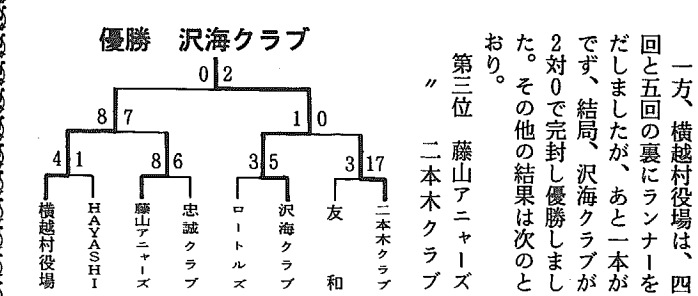 一方、横越村役場は、四
回と五回の裏にランナーを
だしましたが、あと一本が
でず、結局、沢海クラブが
2対0で完封し優勝しまし
た。その他の結果は次のと
おり。
第三位 藤山アニャーズ
〃 二本木クラブ
優勝 沢海クラブ
0 2
8 7
1 0
4 1
8 6
3 5
3 17
横越村役場
HAYASHI
藤山アニャーズ
忠誠クラブ
ロートルズ
沢海クラブ
友和
二本木クラブ